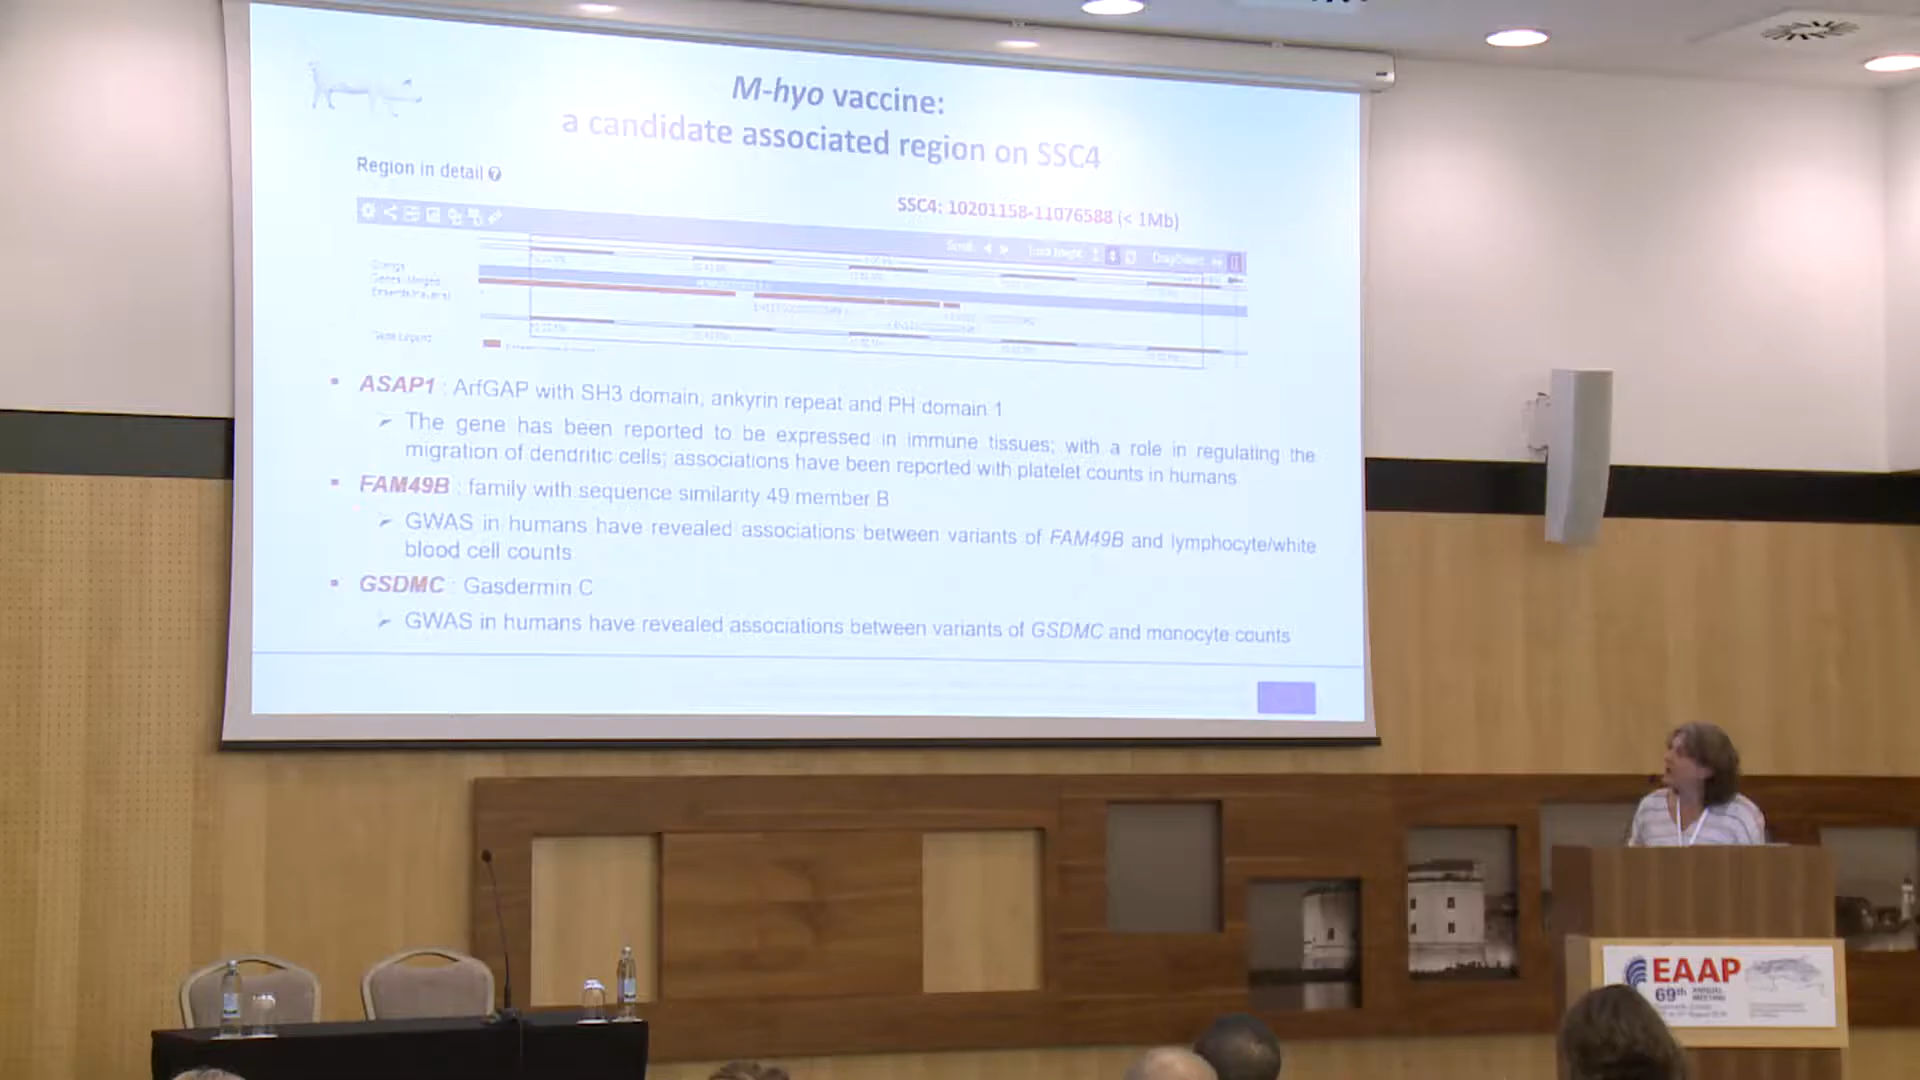 M-hyo vaccine:
a candidate associated region on SSC4
Region in detail ?
SSC4: 10201158-11076588 (< 1Mb)
▪ ASAP1 : ArfGAP with SH3 domain, ankyrin repeat and PH domain 1
➢ The gene has been reported to be expressed in immune tissues; with a role in regulating the
migration of dendritic cells; associations have been reported with platelet counts in humans
▪ FAM49B : family with sequence similarity 49 member B
➢ GWAS in humans have revealed associations between variants of FAM49B and lymphocyte/white
blood cell counts
▪ GSDMC : Gasdermin C
➢ GWAS in humans have revealed associations between variants of GSDMC and monocyte counts
EAAP
69th ANNUAL
MEETING